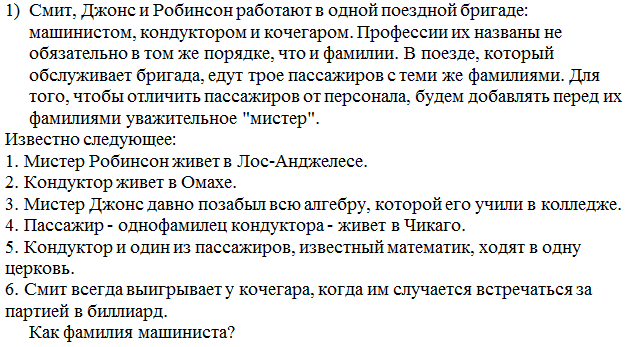 1) Смит, Джонс и Робинсон работают в одной поездной бригаде:
машинистом, кондуктором и кочегаром. Профессии их названы не
обязательно в том же порядке, что и фамилии. В поезде, который
обслуживает бригада, едут трое пассажиров с теми же фамилиями. Для
того, чтобы отличить пассажиров от персонала, будем добавлять перед их
фамилиями уважительное "мистер".
Известно следующее:
1. Мистер Робинсон живет в Лос-Анджелесе.
2. Кондуктор живет в Омахе.
3. Мистер Джонс давно позабыл всю алгебру, которой его учили в колледже.
4. Пассажир - однофамилец кондуктора - живет в Чикаго.
5. Кондуктор и один из пассажиров, известный математик, ходят в одну
церковь.
6. Смит всегда выигрывает у кочегара, когда им случается встречаться за
партией в биллиард.
Как фамилия машиниста?